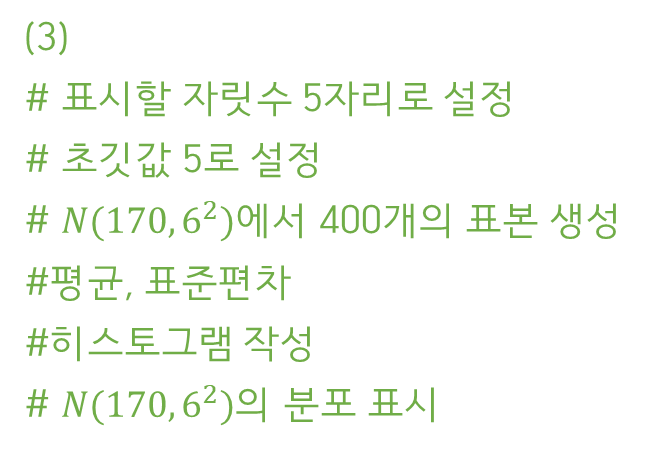 (3)
# 표시할 자릿수 5자리로 설정
# 초깃값 5로 설정
# N(170, 6²)에서 400개의 표본 생성
#평균, 표준편차
#히스토그램 작성
# N(170, 6²)의 분포 표시